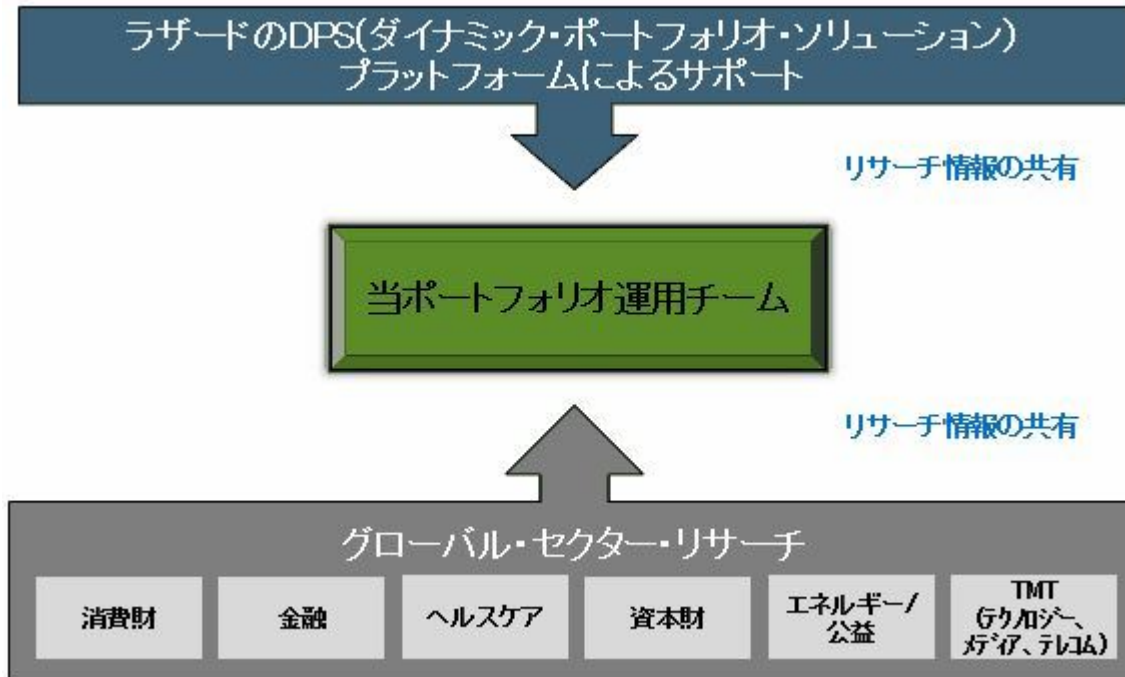 ラザードのDPS(ダイナミック・ポートフォリオ・ソリューション)
プラットフォームによるサポート
リサーチ情報の共有
当ポートフォリオ運用チーム
リサーチ情報の共有
グローバル・セクター・リサーチ
消費財
金融
ヘルスケア
資本財
エネルギー/
公益
TMT
(ﾃｸﾉﾛｼﾞｰ、
ﾒﾃﾞｨｱ、ﾃﾚｺﾑ)